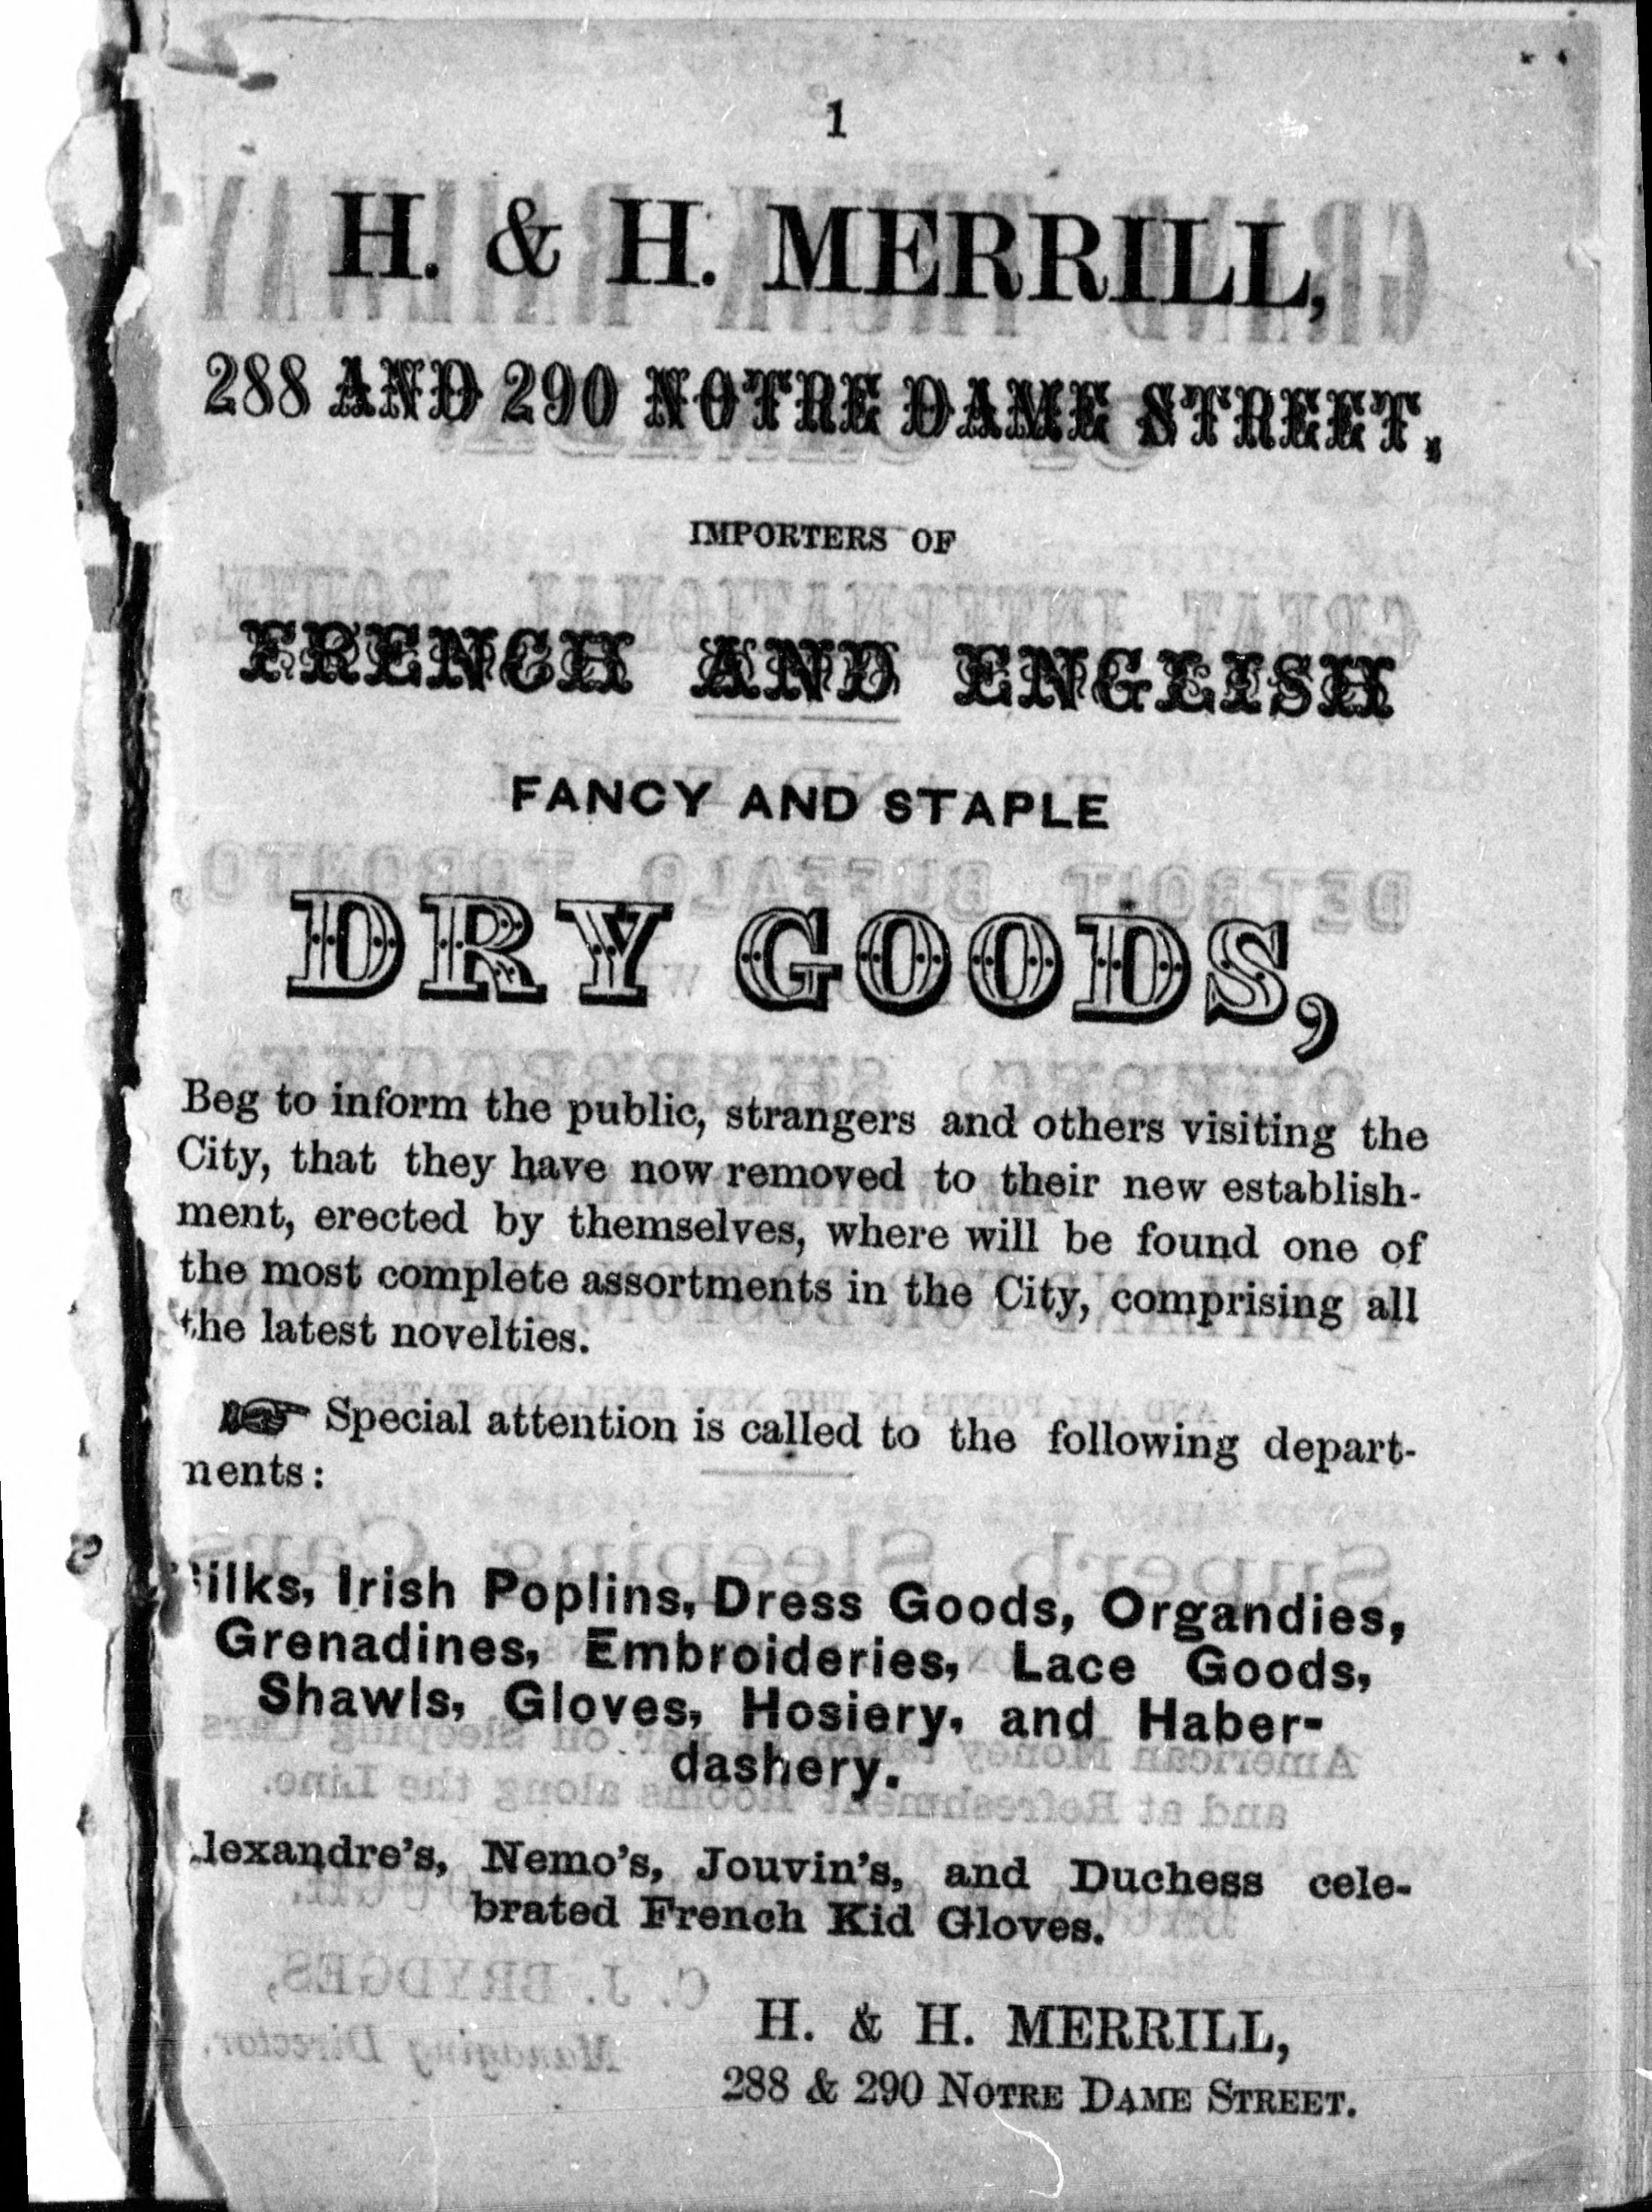 1
H. & H. MERRILL,
288 AND 290 NOTRE DAME STREET,
IMPORTERS OF
FRENCH AND ENGLISH
FANCY AND STAPLE
DRY GOODS,
Beg to inform the public, strangers and others visiting the
City, that they have now removed to their new establish-
ment, erected by themselves, where will be found one of
the most complete assortments in the City, comprising all
the latest novelties.
☞ Special attention is called to the following depart-
nents:
ilks, Irish Poplins, Dress Goods, Organdies,
Grenadines, Embroideries, Lace Goods,
Shawls, Gloves, Hosiery, and Haber-
dashery.
lexandre's, Nemo's, Jouvin's, and Duchess cele-
brated French Kid Gloves.
H. & H. MERRILL,
288 & 290 NOTRE DAME STREET.